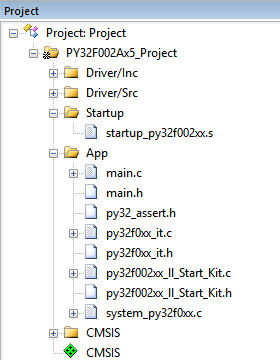 Project
Project: Project
PY32F002Ax5_Project
Driver/Inc
Driver/Src
Startup
startup_py32f002xx.s
App
main.c
main.h
py32_assert.h
py32f0xx_it.c
py32f0xx_it.h
py32f002xx_ll_Start_Kit.c
py32f002xx_ll_Start_Kit.h
system_py32f0xx.c
CMSIS
CMSIS